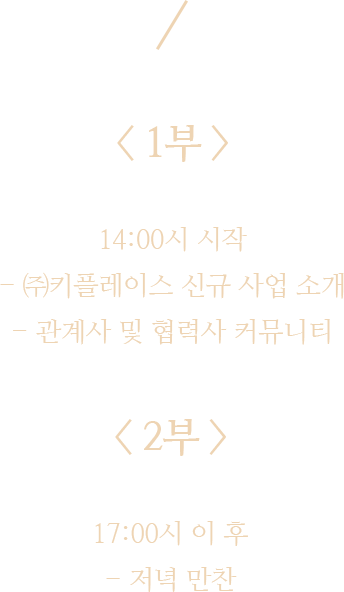 /
〈 1부 〉
14:00시 시작
- ㈜키플레이스 신규 사업 소개
- 관계사 및 협력사 커뮤니티
〈 2부 〉
17:00시 이 후
- 저녁 만찬